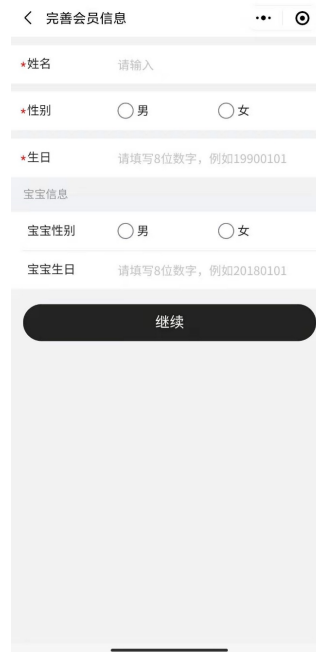 完善会员信息
*姓名 请输入
*性别 男 女
*生日 请填写8位数字，例如19900101
宝宝信息
宝宝性别 男 女
宝宝生日 请填写8位数字，例如20180101
继续